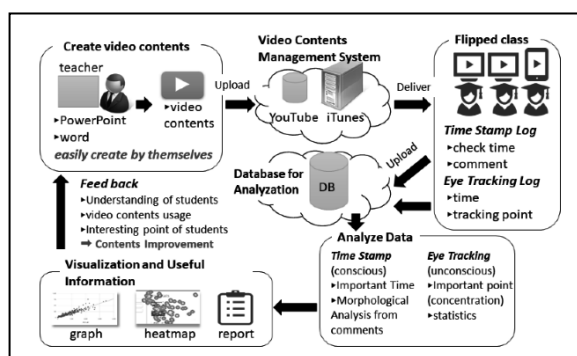 Create video contents
teacher
▸PowerPoint
▸word
▸video
contents
easily create by themselves
Upload
Video Contents
Management System
YouTube
iTunes
Deliver
Flipped class
Time Stamp Log
▸check time
▸comment
Eye Tracking Log
▸time
▸tracking point
Upload
Database for
Analyzation
DB
Analyze Data
Time Stamp
(conscious)
▸Important Time
▸Morphological
Analysis from
comments
Eye Tracking
(unconscious)
▸Important point
(concentration)
▸statistics
Visualization and Useful
Information
graph
heatmap
report
Feed back
▸Understanding of students
▸video contents usage
▸Interesting point of students
➡ Contents Improvement